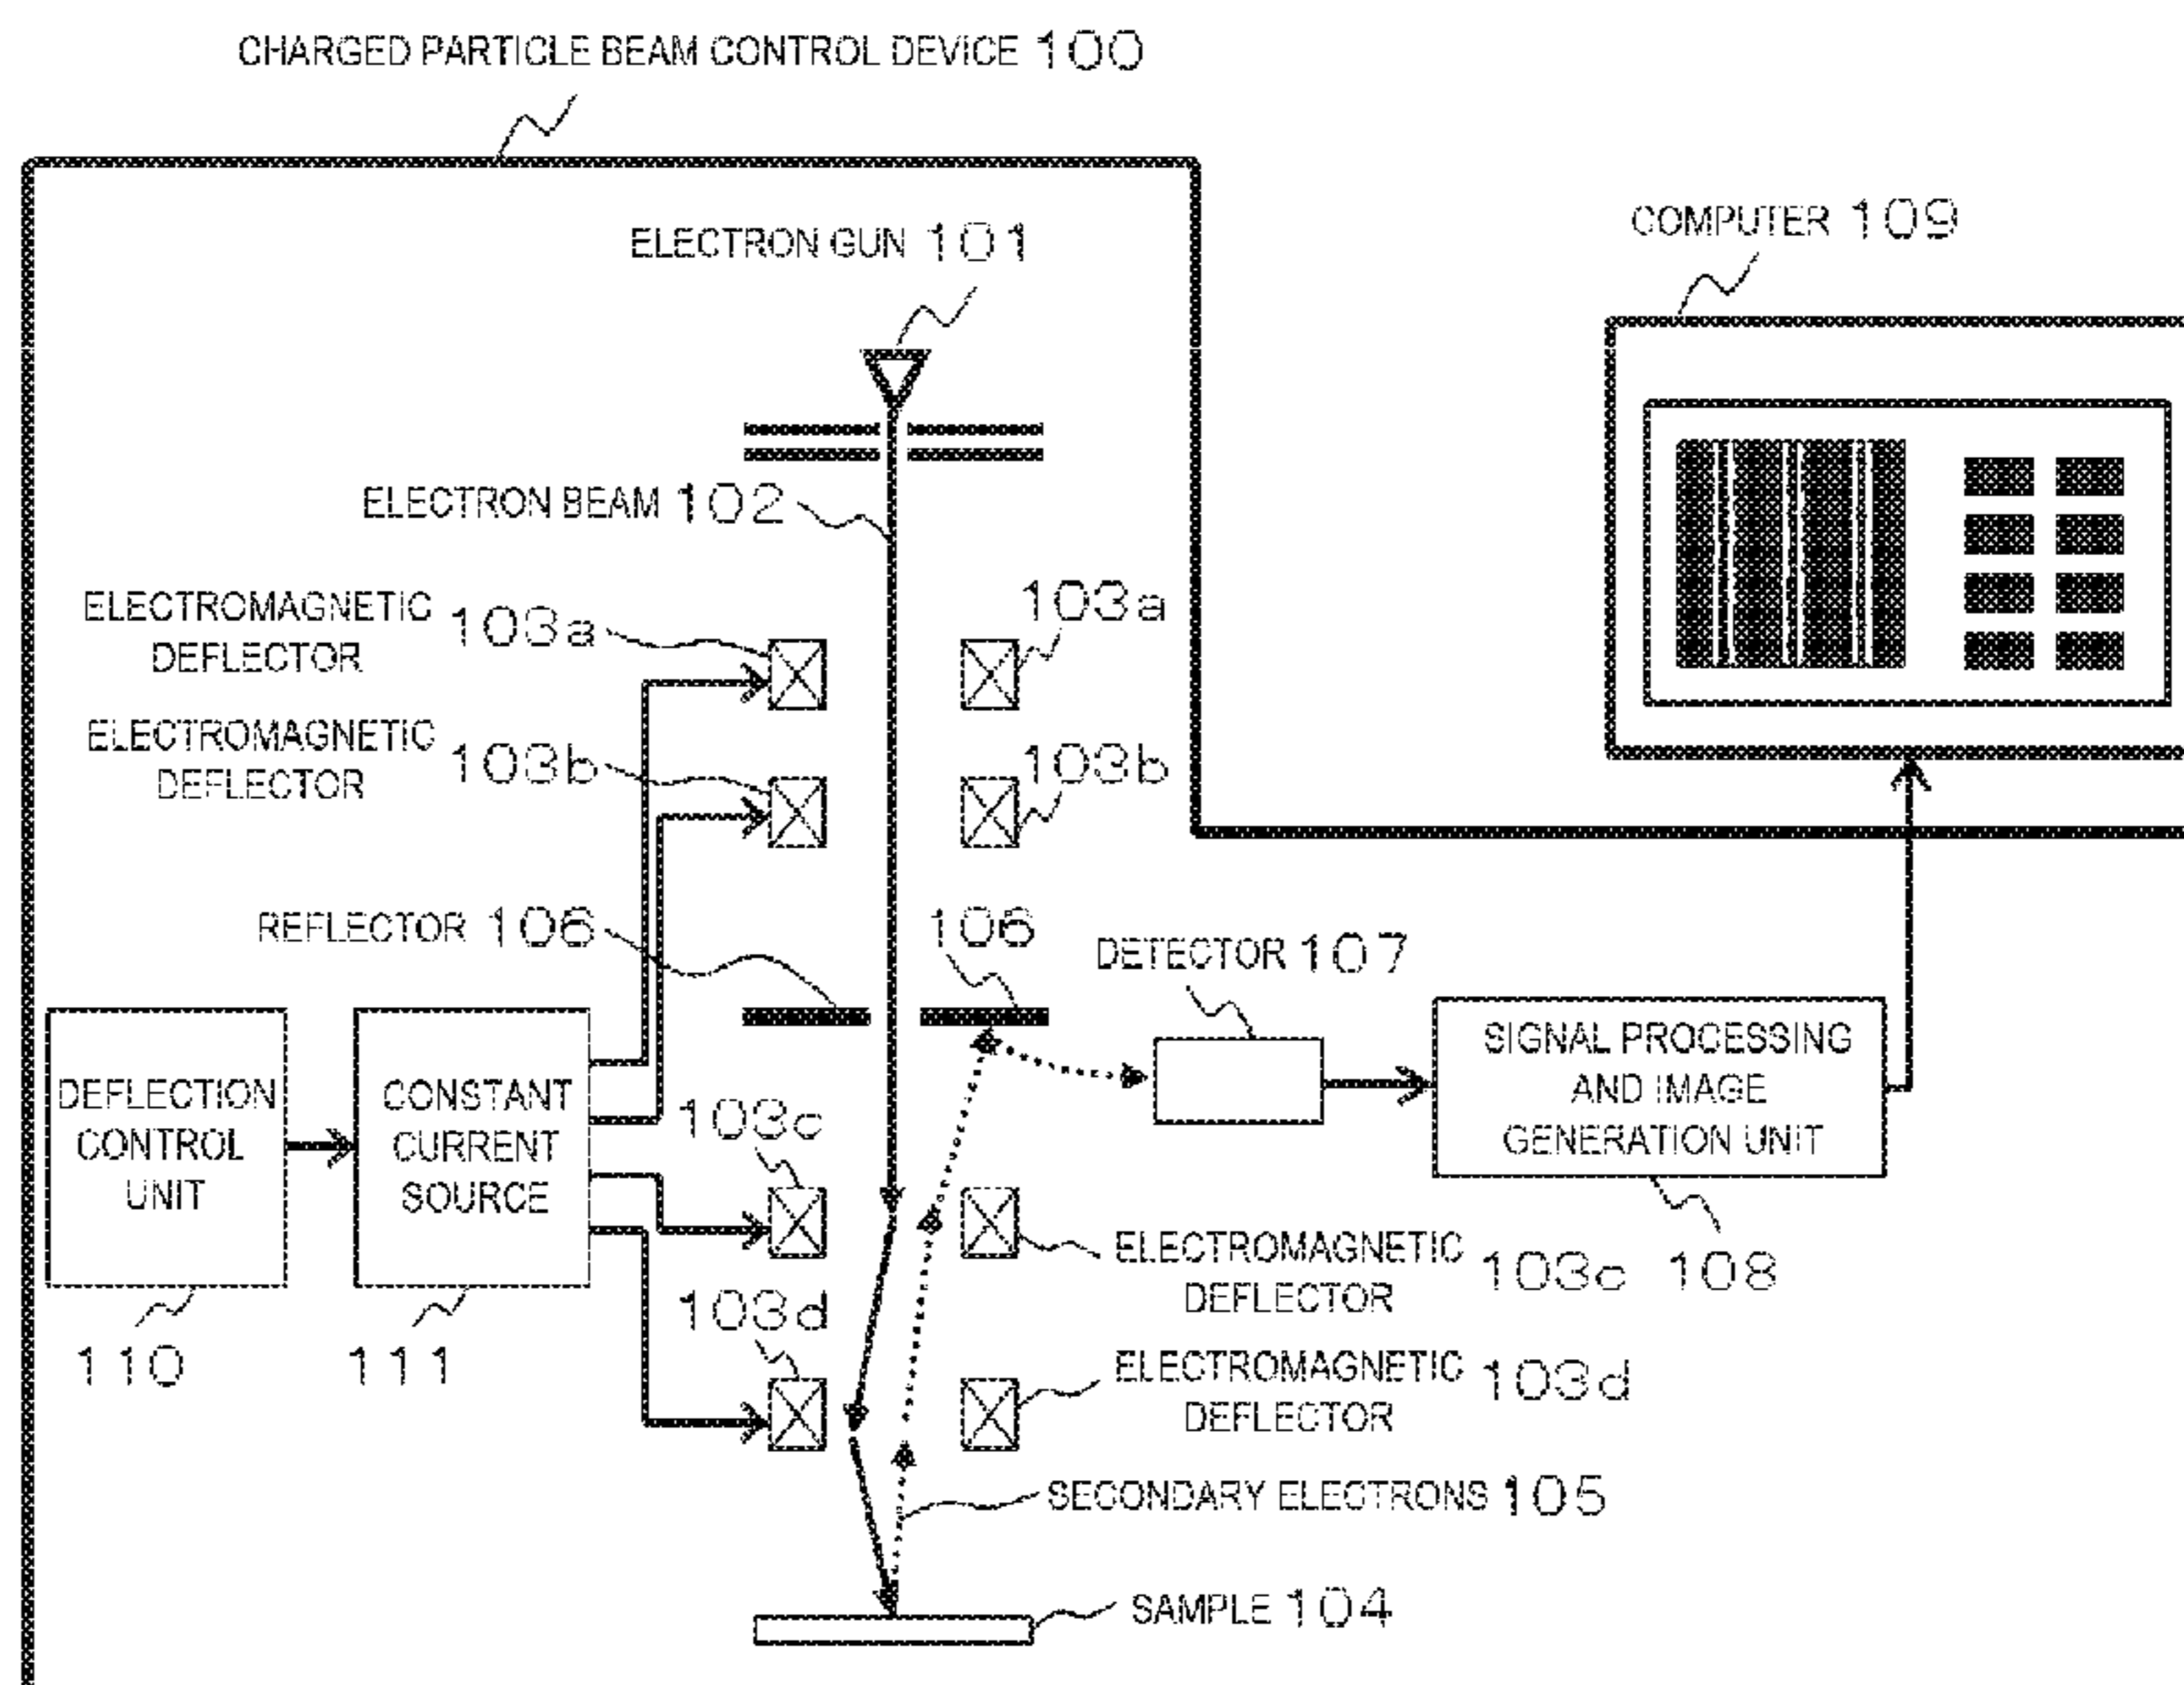 CHARGED PARTICLE BEAM CONTROL DEVICE 100
COMPUTER 109
ELECTRON GUN 101
ELECTRON BEAM 102
ELECTROMAGNETIC
DEFLECTOR
103a
103a
ELECTROMAGNETIC
DEFLECTOR
103b
103b
REFLECTOR 106
106
DETECTOR 107
SIGNAL PROCESSING
AND IMAGE
GENERATION UNIT
108
DEFLECTION
CONTROL
UNIT
110
CONSTANT
CURRENT
SOURCE
111
103c
ELECTROMAGNETIC
DEFLECTOR
103c
103d
ELECTROMAGNETIC
DEFLECTOR
103d
SECONDARY ELECTRONS 105
SAMPLE 104